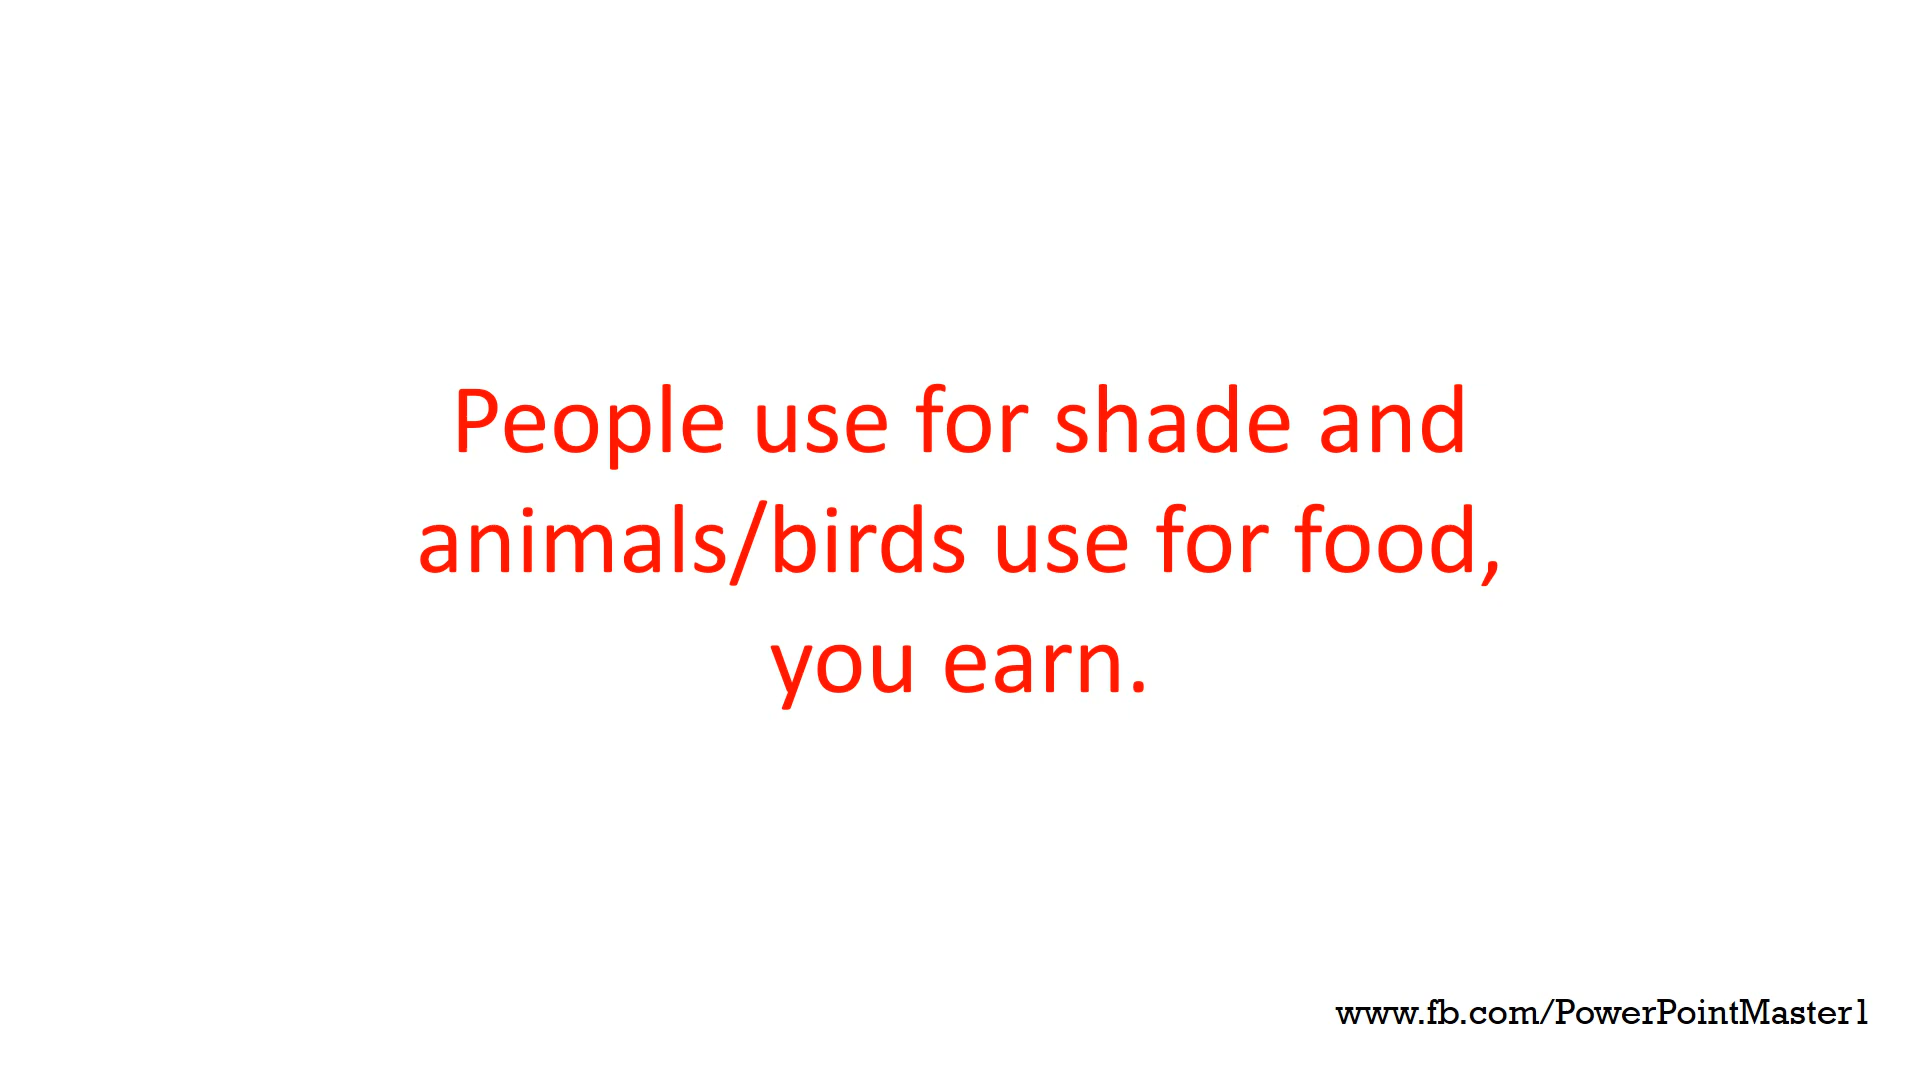 People use for shade and
animals/birds use for food,
you earn.
www.fb.com/PowerPointMaster1